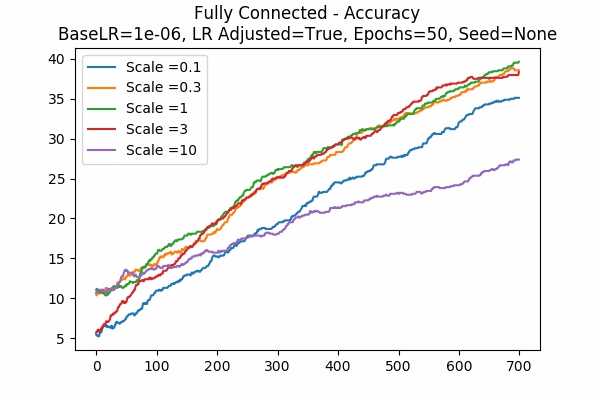 Fully Connected - Accuracy
BaseLR=1e-06, LR Adjusted=True, Epochs=50, Seed=None
40
35
30
25
20
15
10
5
Scale =0.1
Scale =0.3
Scale =1
Scale =3
Scale =10
0 100 200 300 400 500 600 700